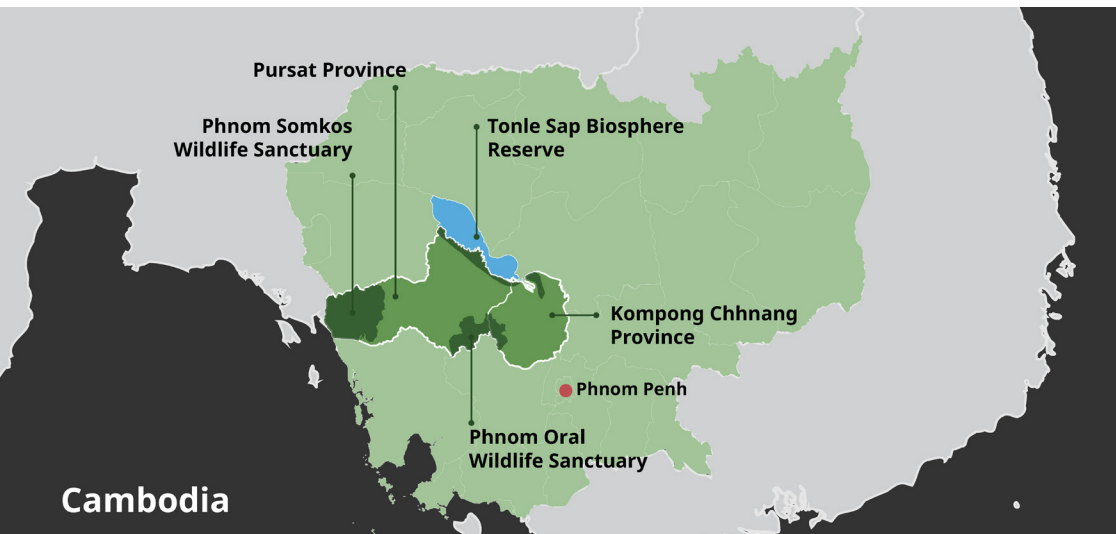 Pursat Province
Phnom Somkos
Wildlife Sanctuary
Tonle Sap Biosphere
Reserve
Kompong Chhnang
Province
Phnom Penh
Phnom Oral
Wildlife Sanctuary
Cambodia